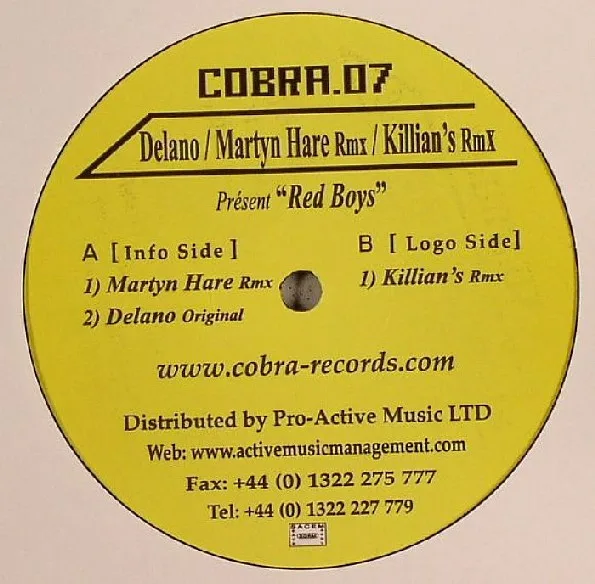 COBRA.07
Delano / Martyn Hare Rmx / Killian's RmX
Présent "Red Boys"
A [ Info Side ]
1) Martyn Hare Rmx
2) Delano Original
B [ Logo Side]
1) Killian's Rmx
www.cobra-records.com
Distributed by Pro-Active Music LTD
Web: www.activemusicmanagement.com
Fax: +44 (0) 1322 275 777
Tel: +44 (0) 1322 227 779
SACEM